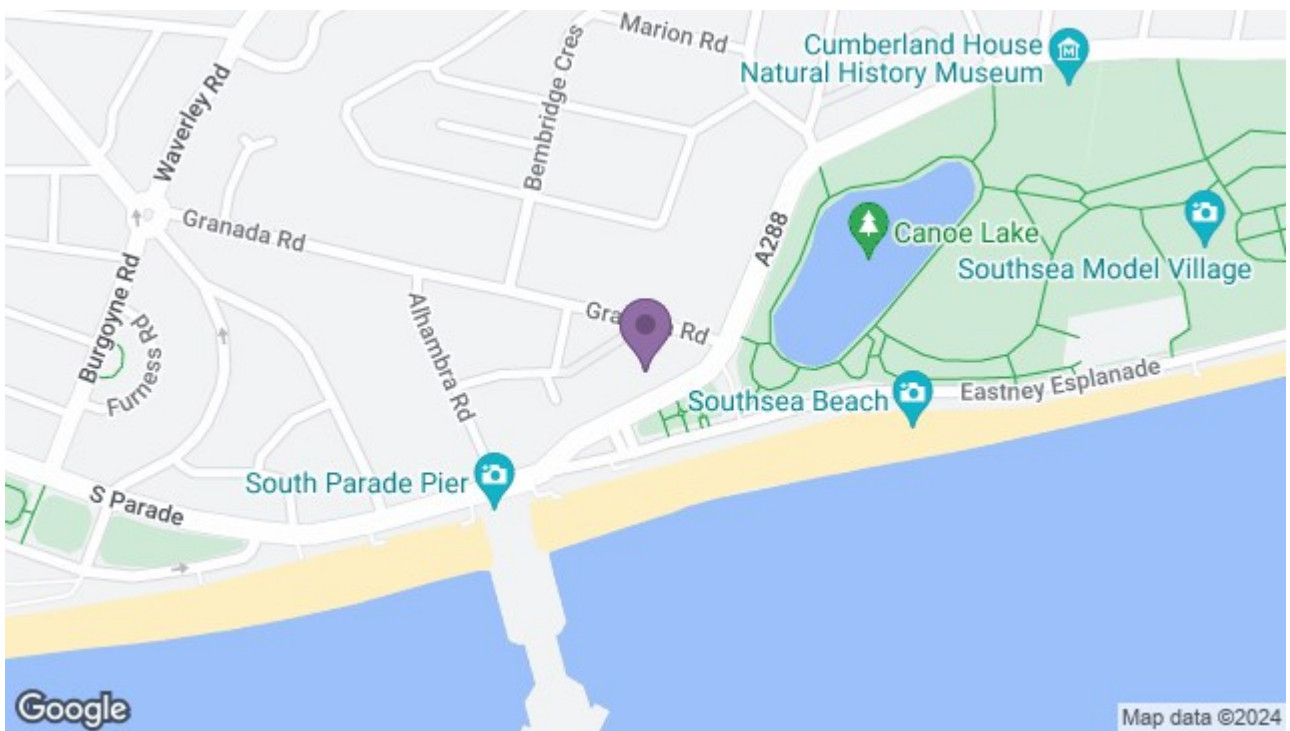 Marion Rd
Cumberland House
Natural History Museum
Waverley Rd
Bembridge Cres
Granada Rd
A288
Canoe Lake
Southsea Model Village
Burgoyne Rd
Furness Rd
Alhambra Rd
Rd
Southsea Beach
Eastney Esplanade
South Parade Pier
S Parade
Google
Map data ©2024